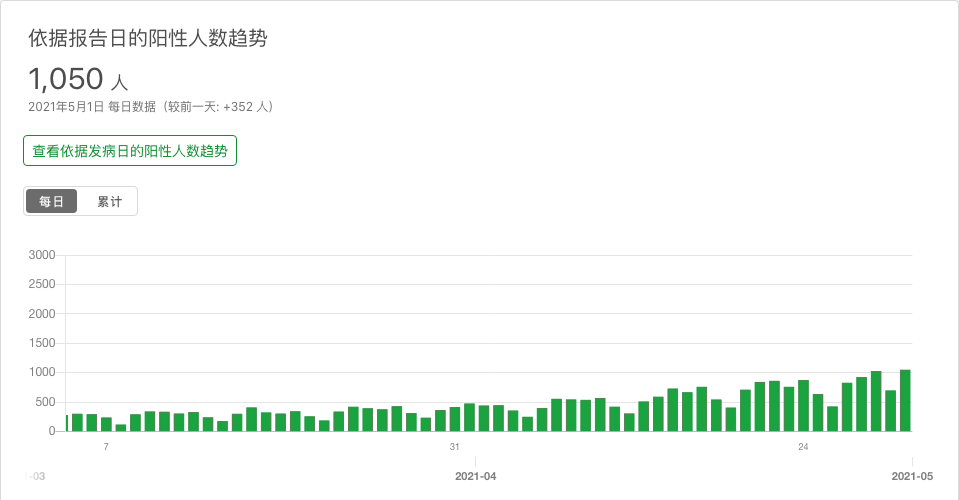 依据报告日的阳性人数趋势
1,050 人
2021年5月1日 每日数据（较前一天: +352 人）
查看依据发病日的阳性人数趋势
每日 累计
3000
2500
2000
1500
1000
500
0
7 31 24
-03 2021-04 2021-05